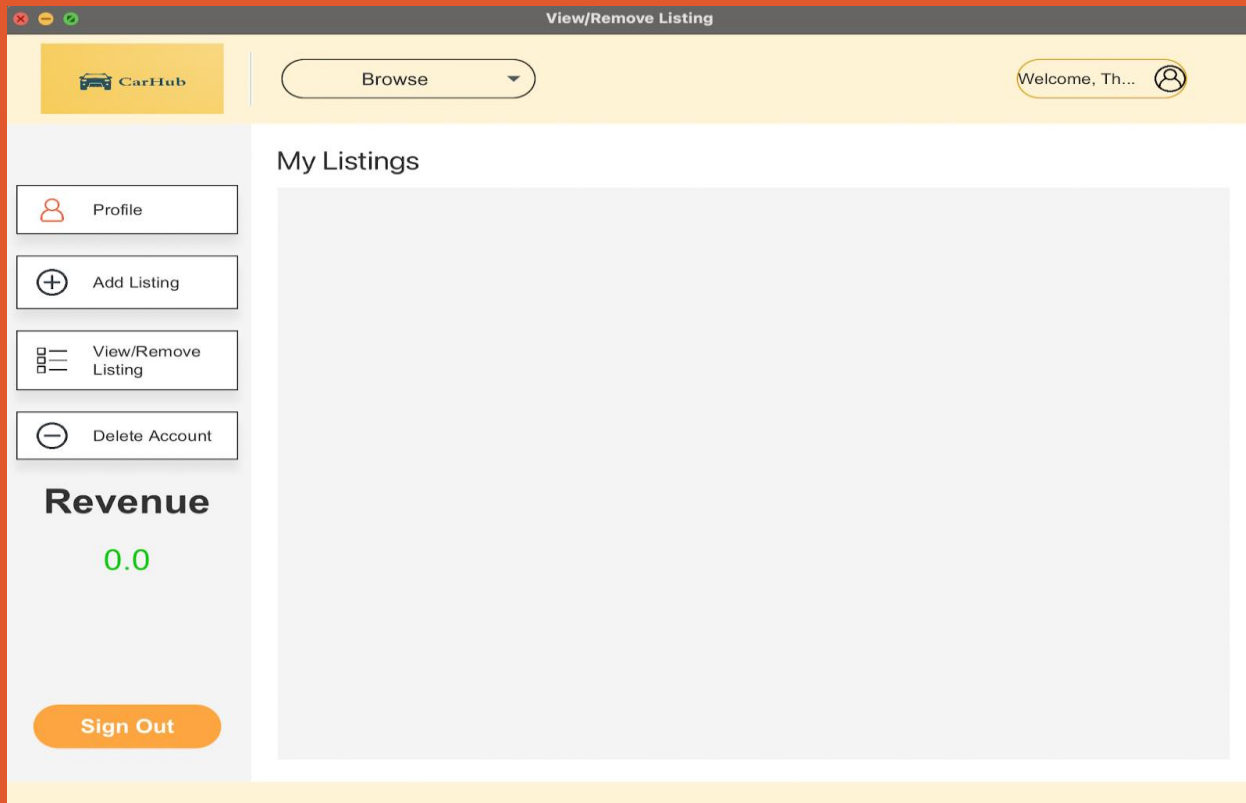 View/Remove Listing
CarHub
Browse
Welcome, Th...
My Listings
Profile
Add Listing
View/Remove
Listing
Delete Account
Revenue
0.0
Sign Out